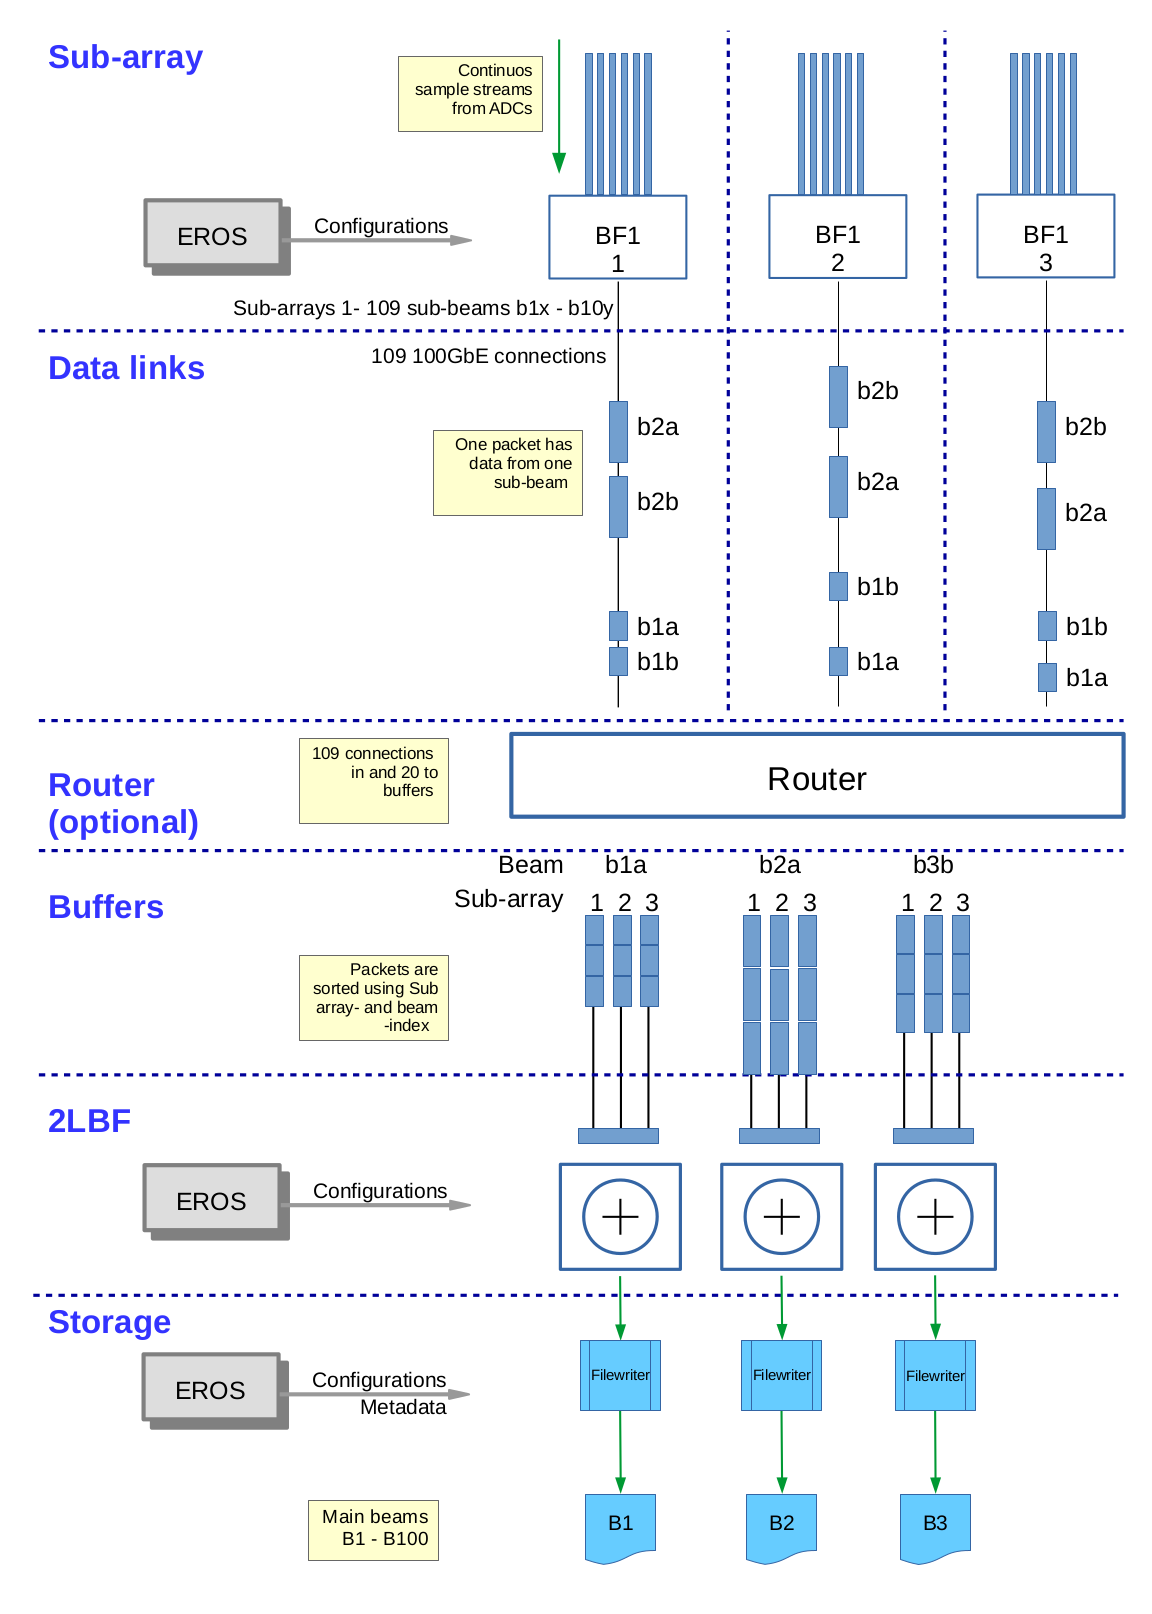 Sub-array
Continuos
sample streams
from ADCs
EROS
Configurations
BF1
1
BF1
2
BF1
3
Sub-arrays 1- 109 sub-beams b1x - b10y
Data links
109 100GbE connections
One packet has
data from one
sub-beam
b2a
b2b
b1a
b1b
b2b
b2a
b1b
b1a
b2b
b2a
b1b
b1a
Router
(optional)
109 connections
in and 20 to
buffers
Router
Buffers
Beam b1a b2a b3b
Sub-array 1 2 3 1 2 3 1 2 3
Packets are
sorted using Sub
array- and beam
-index
2LBF
EROS
Configurations
Storage
EROS
Configurations
Metadata
Filewriter
Filewriter
Filewriter
Main beams
B1 - B100
B1
B2
B3